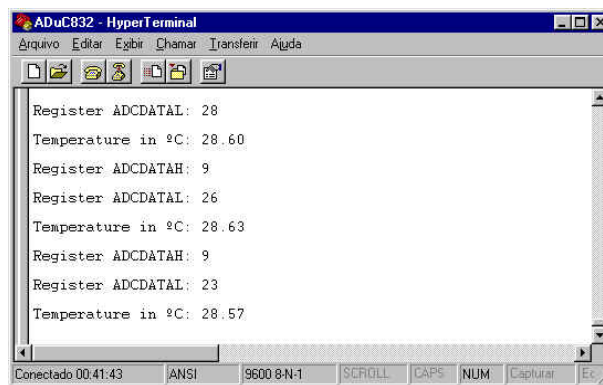 ADuC832 - HyperTerminal
Arquivo Editar Exibir Chamar Transferir Ajuda
Register ADCDATAL: 28
Temperature in ºC: 28.60
Register ADCDATAH: 9
Register ADCDATAL: 26
Temperature in ºC: 28.63
Register ADCDATAH: 9
Register ADCDATAL: 23
Temperature in ºC: 28.57
Conectado 00:41:43 ANSI 9600 8-N-1 SCROLL CAPS NUM Capturar Ec